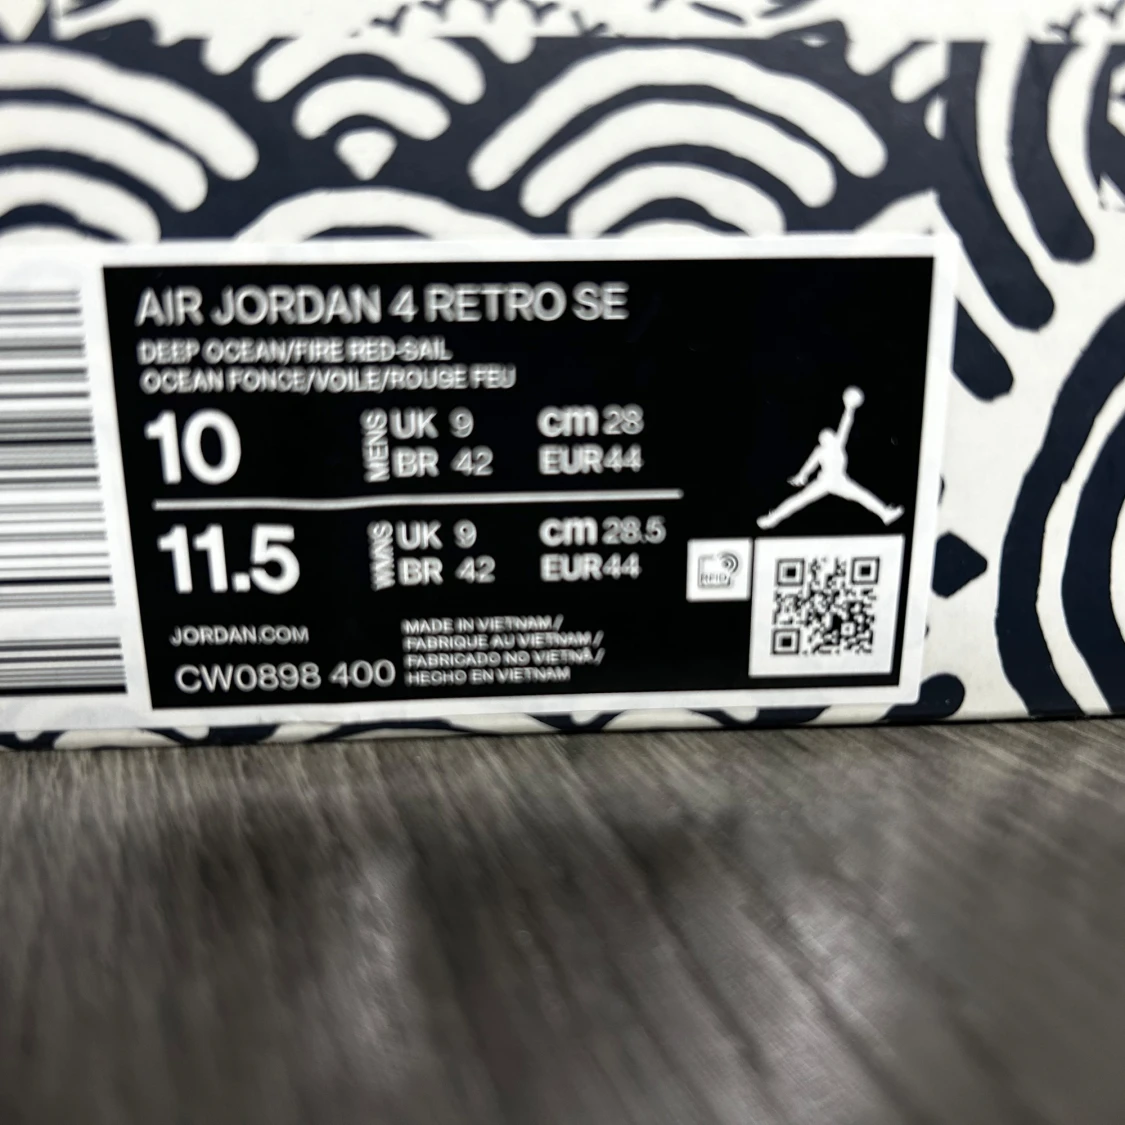 AIR JORDAN 4 RETRO SE
DEEP OCEAN/FIRE RED-SAIL
OCEAN FONCE/VOILE/ROUGE FEU
10 MENS UK 9 cm 28
BR 42 EUR 44
11.5 WMNS UK 9 cm 28.5
BR 42 EUR 44
RFID
JORDAN.COM
MADE IN VIETNAM/
FABRIQUE AU VIETNAM/
FABRICADO NO VIETNÃ/
HECHO EN VIETNAM
CW0898 400